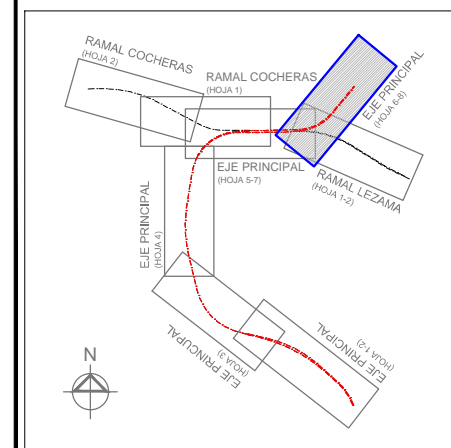 RAMAL COCHERAS
(HOJA 2)
RAMAL COCHERAS
(HOJA 1)
EJE PRINCIPAL
(HOJA 6-8)
EJE PRINCIPAL
(HOJA 5-7)
RAMAL LEZAMA
(HOJA 1-2)
EJE PRINCIPAL
(HOJA 4)
EJE PRINCUPAL
(HOJA 3)
EJE PRINCIPAL
(HOJA 1-2)
N